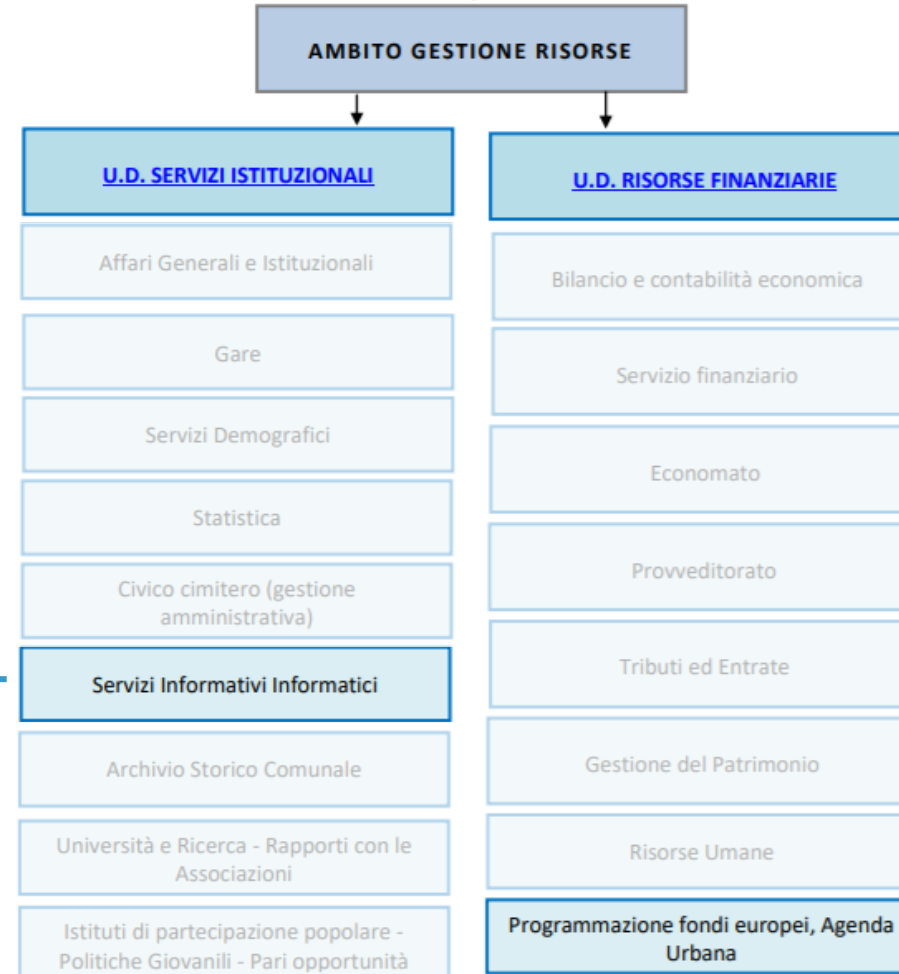 AMBITO GESTIONE RISORSE
U.D. SERVIZI ISTITUZIONALI
Affari Generali e Istituzionali
Gare
Servizi Demografici
Statistica
Civico cimitero (gestione
amministrativa)
Servizi Informativi Informatici
Archivio Storico Comunale
Università e Ricerca - Rapporti con le
Associazioni
Istituti di partecipazione popolare -
Politiche Giovanili - Pari opportunità
U.D. RISORSE FINANZIARIE
Bilancio e contabilità economica
Servizio finanziario
Economato
Provveditorato
Tributi ed Entrate
Gestione del Patrimonio
Risorse Umane
Programmazione fondi europei, Agenda
Urbana